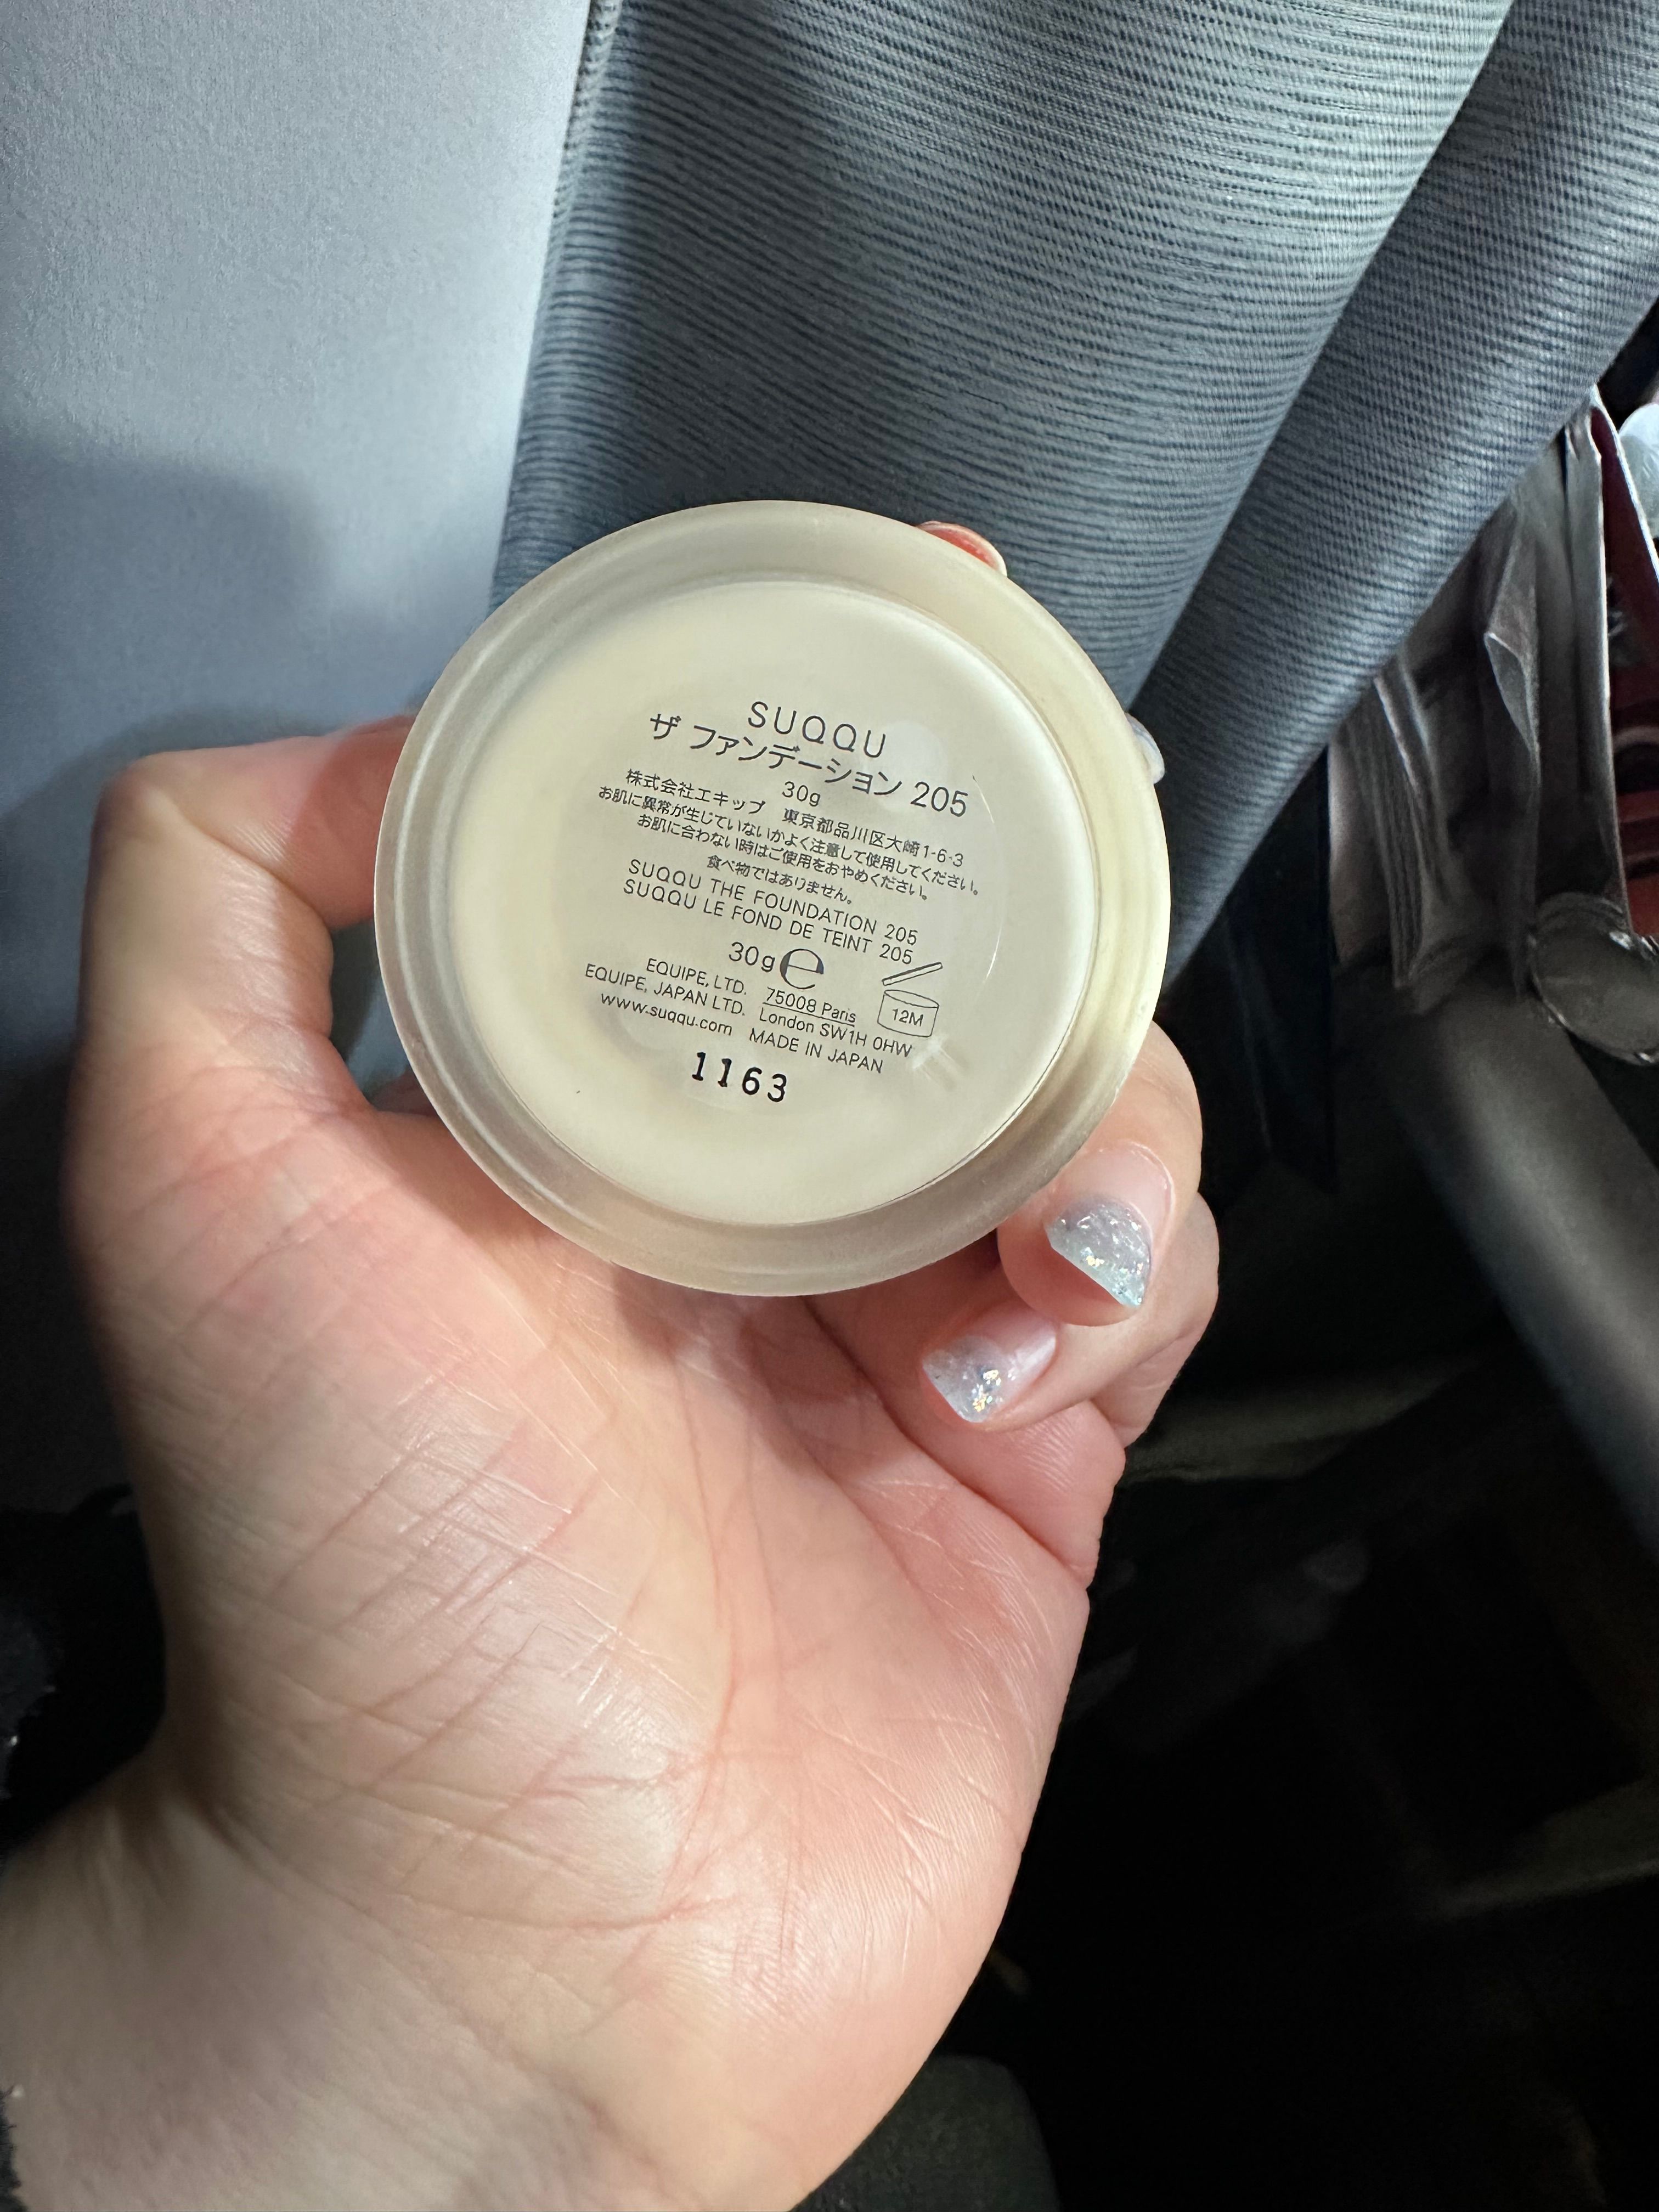 SUQQU
ザ ファンデーション 205
30g
株式会社エキップ 東京都品川区大崎1-6-3
お肌に異常が生じていないかよく注意して使用してください。
お肌に合わない時はご使用をおやめください。
食べ物ではありません。
SUQQU THE FOUNDATION 205
SUQQU LE FOND DE TEINT 205
30g ℮
EQUIPE, LTD. 75008 Paris
EQUIPE, JAPAN LTD. London SW1H 0HW
www.suqqu.com MADE IN JAPAN
12M
1163